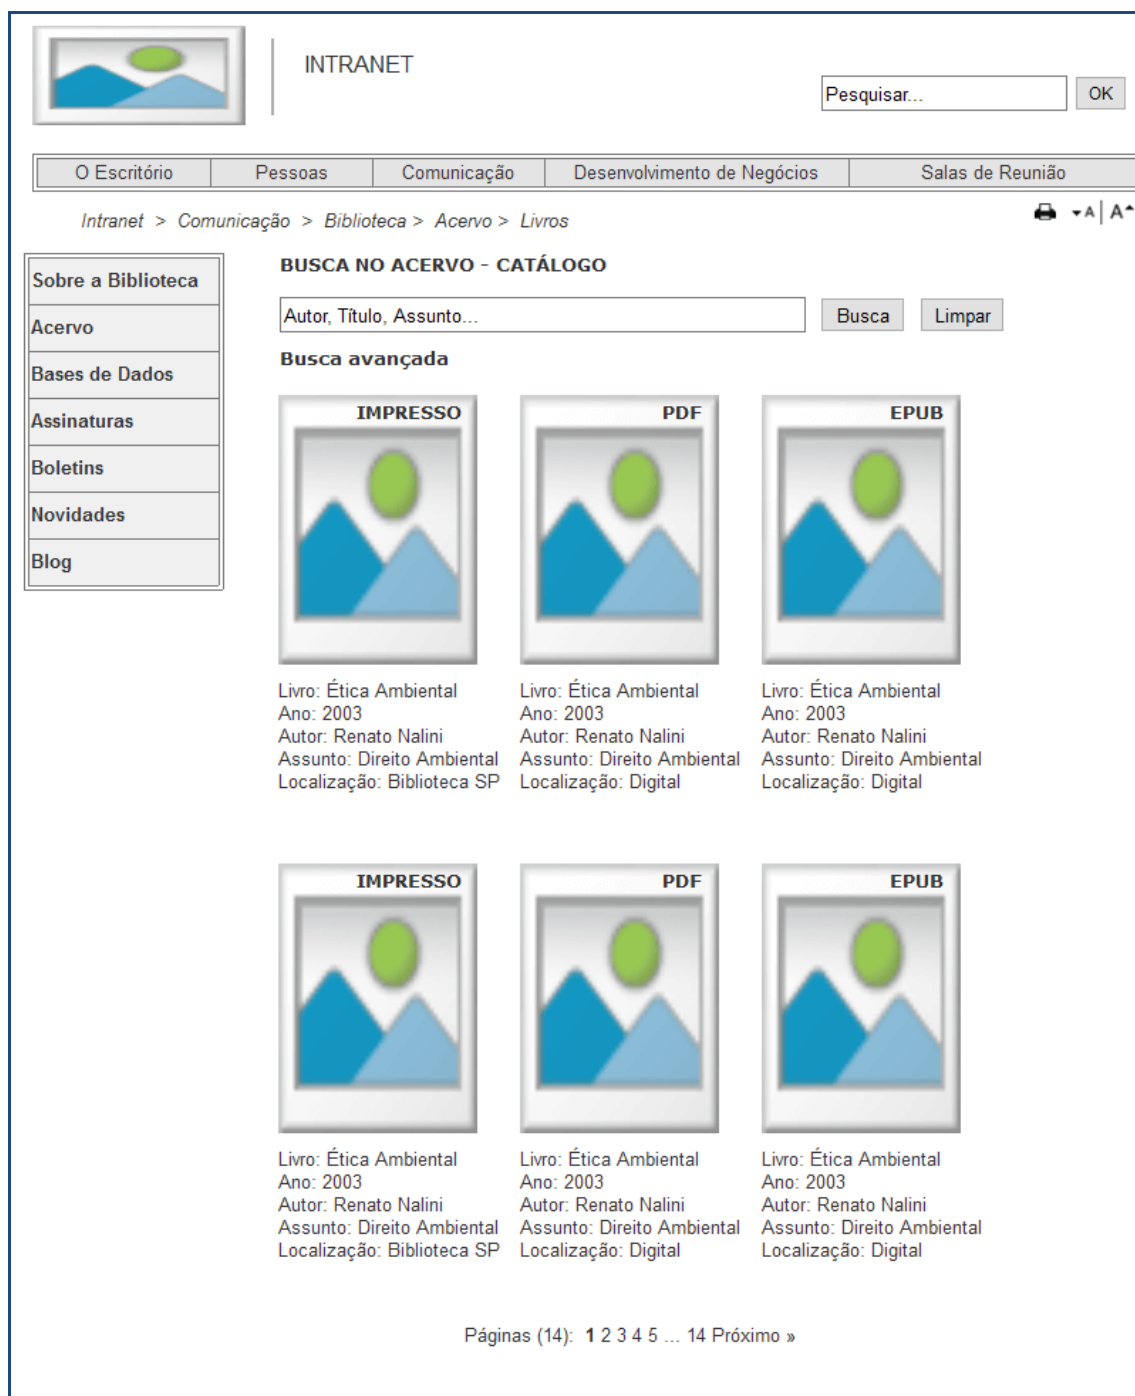 INTRANET
Pesquisar...
OK
O Escritório Pessoas Comunicação Desenvolvimento de Negócios Salas de Reunião
Intranet > Comunicação > Biblioteca > Acervo > Livros
A A
Sobre a Biblioteca
Acervo
Bases de Dados
Assinaturas
Boletins
Novidades
Blog
BUSCA NO ACERVO - CATÁLOGO
Autor, Título, Assunto...
Busca
Limpar
Busca avançada
IMPRESSO
Livro: Ética Ambiental
Ano: 2003
Autor: Renato Nalini
Assunto: Direito Ambiental
Localização: Biblioteca SP
PDF
Livro: Ética Ambiental
Ano: 2003
Autor: Renato Nalini
Assunto: Direito Ambiental
Localização: Digital
EPUB
Livro: Ética Ambiental
Ano: 2003
Autor: Renato Nalini
Assunto: Direito Ambiental
Localização: Digital
IMPRESSO
Livro: Ética Ambiental
Ano: 2003
Autor: Renato Nalini
Assunto: Direito Ambiental
Localização: Biblioteca SP
PDF
Livro: Ética Ambiental
Ano: 2003
Autor: Renato Nalini
Assunto: Direito Ambiental
Localização: Digital
EPUB
Livro: Ética Ambiental
Ano: 2003
Autor: Renato Nalini
Assunto: Direito Ambiental
Localização: Digital
Páginas (14): 1 2 3 4 5 ... 14 Próximo »